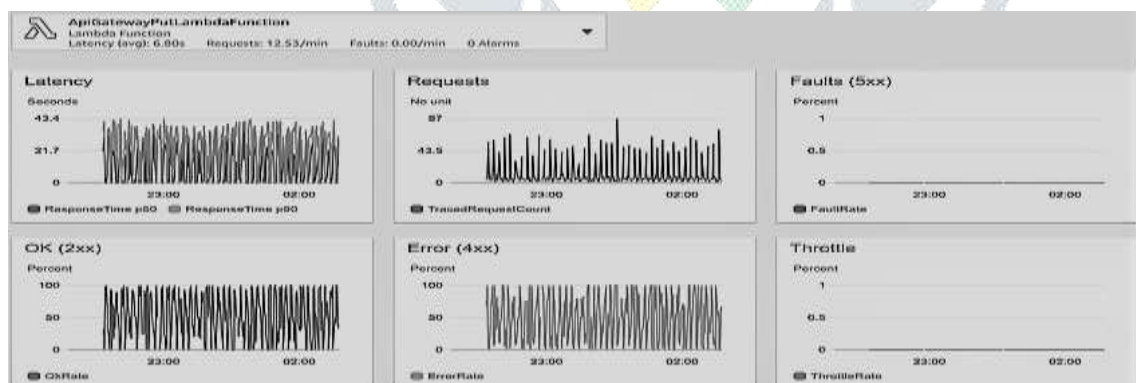 ApiGatewayPutLambdaFunction
Lambda Function
Latency (avg): 6.80s Requests: 12.53/min Faults: 0.00/min 0 Alarms
Latency
Seconds
43.4
21.7
0
23:00 02:00
ResponseTime p50 ResponseTime p90
Requests
No unit
87
43.5
0
23:00 02:00
TracedRequestCount
Faults (5xx)
Percent
1
0.5
0
23:00 02:00
FaultRate
OK (2xx)
Percent
100
50
0
23:00 02:00
OkRate
Error (4xx)
Percent
100
50
0
23:00 02:00
ErrorRate
Throttle
Percent
1
0.5
0
23:00 02:00
ThrottleRate